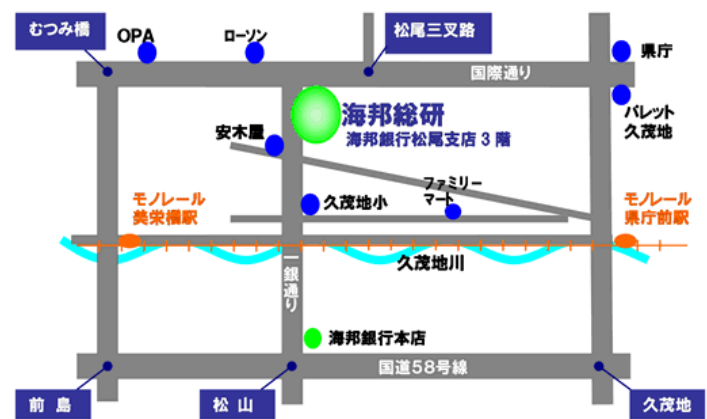 むつみ橋
OPA
ローソン
松尾三叉路
県庁
国際通り
パレット
久茂地
海邦総研
海邦銀行松尾支店3階
安木屋
ファミリー
マート
久茂地小
モノレール
美栄橋駅
モノレール
県庁前駅
久茂地川
一銀通り
海邦銀行本店
国道58号線
前島
松山
久茂地